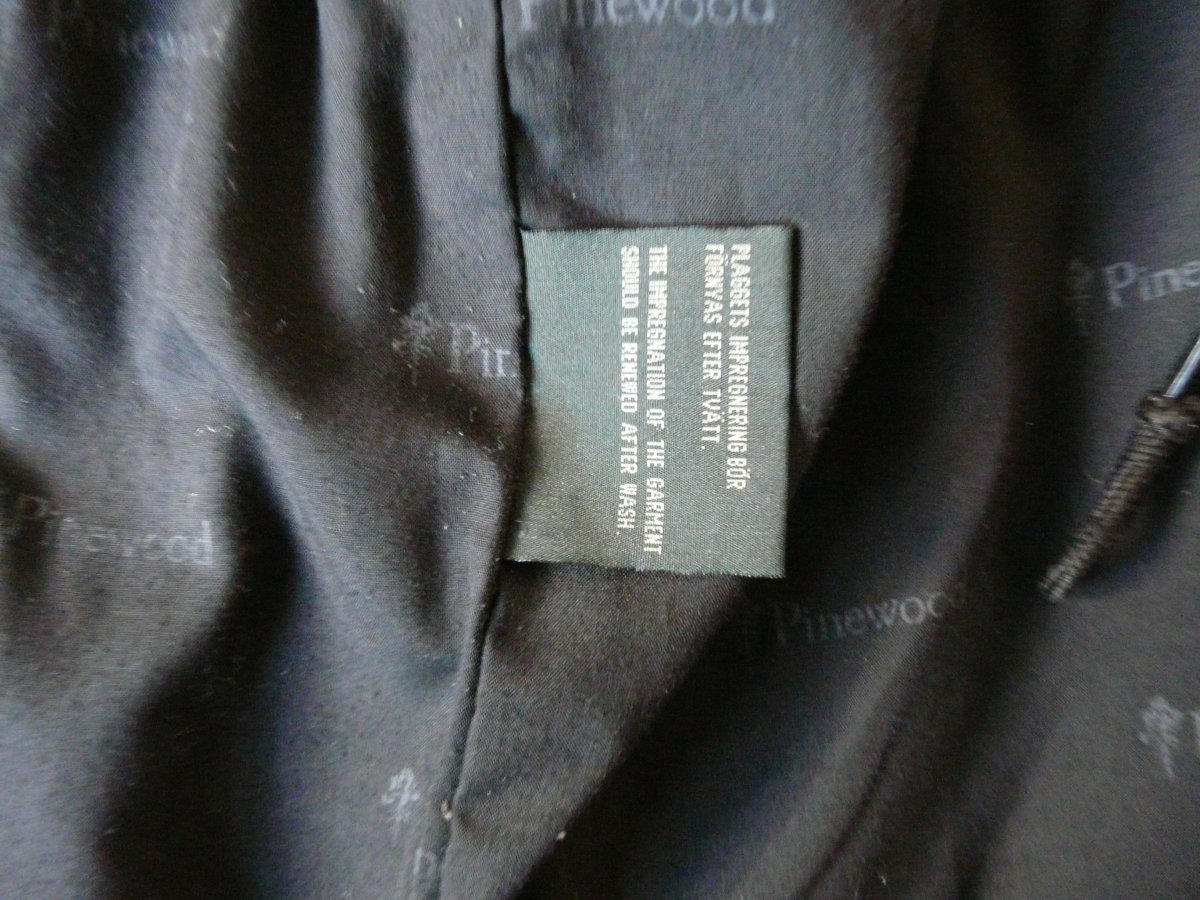 Pinewood
PLAGGETS IMPREGNERING BÖR
FÖRNYAS EFTER TVÄTT.
THE IMPREGNATION OF THE GARMENT
SHOULD BE RENEWED AFTER WASH.
Pinewood
Pinewood